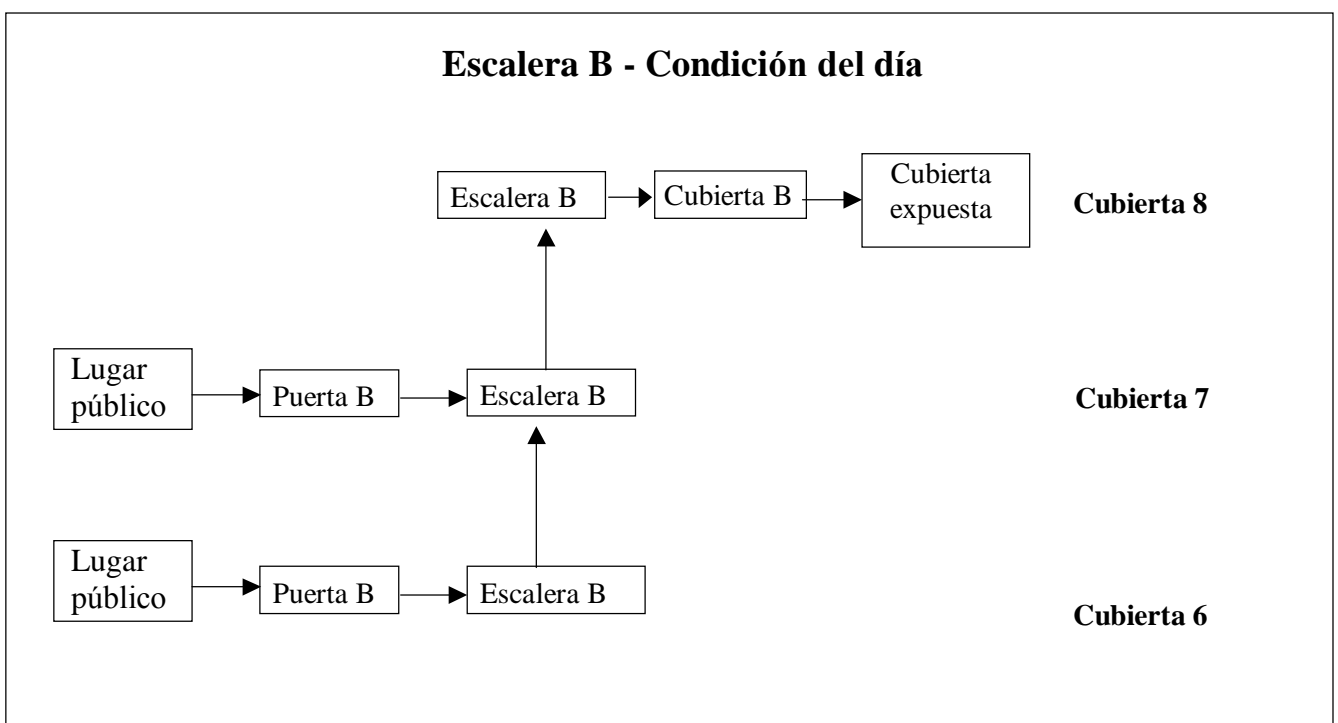 Escalera B - Condición del día
Escalera B
Cubierta B
Cubierta
expuesta
Cubierta 8
Lugar
público
Puerta B
Escalera B
Cubierta 7
Lugar
público
Puerta B
Escalera B
Cubierta 6